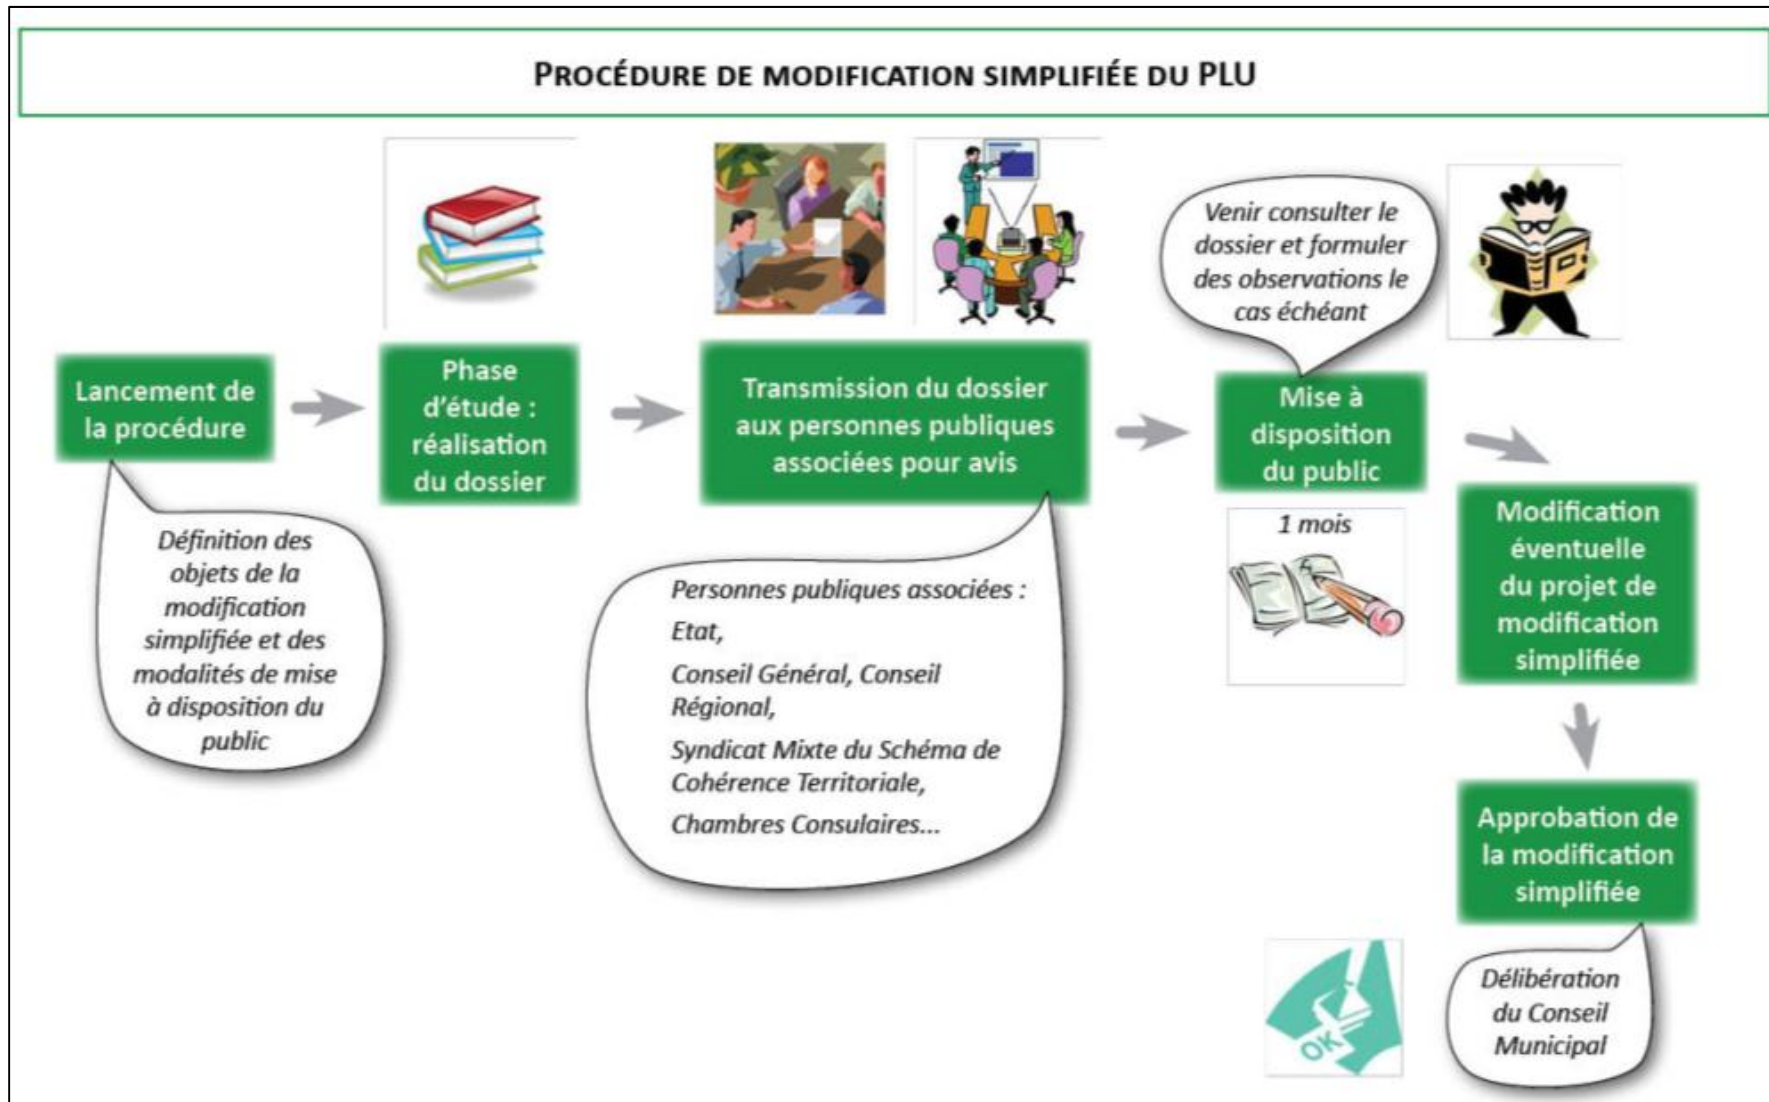 PROCÉDURE DE MODIFICATION SIMPLIFIÉE DU PLU
Lancement de
la procédure
Définition des
objets de la
modification
simplifiée et des
modalités de mise
à disposition du
public
Phase
d'étude :
réalisation
du dossier
Transmission du dossier
aux personnes publiques
associées pour avis
Personnes publiques associées :
Etat,
Conseil Général, Conseil
Régional,
Syndicat Mixte du Schéma de
Cohérence Territoriale,
Chambres Consulaires...
Venir consulter le
dossier et formuler
des observations le
cas échéant
Mise à
disposition
du public
1 mois
Modification
éventuelle
du projet de
modification
simplifiée
Approbation de
la modification
simplifiée
OK
Délibération
du Conseil
Municipal